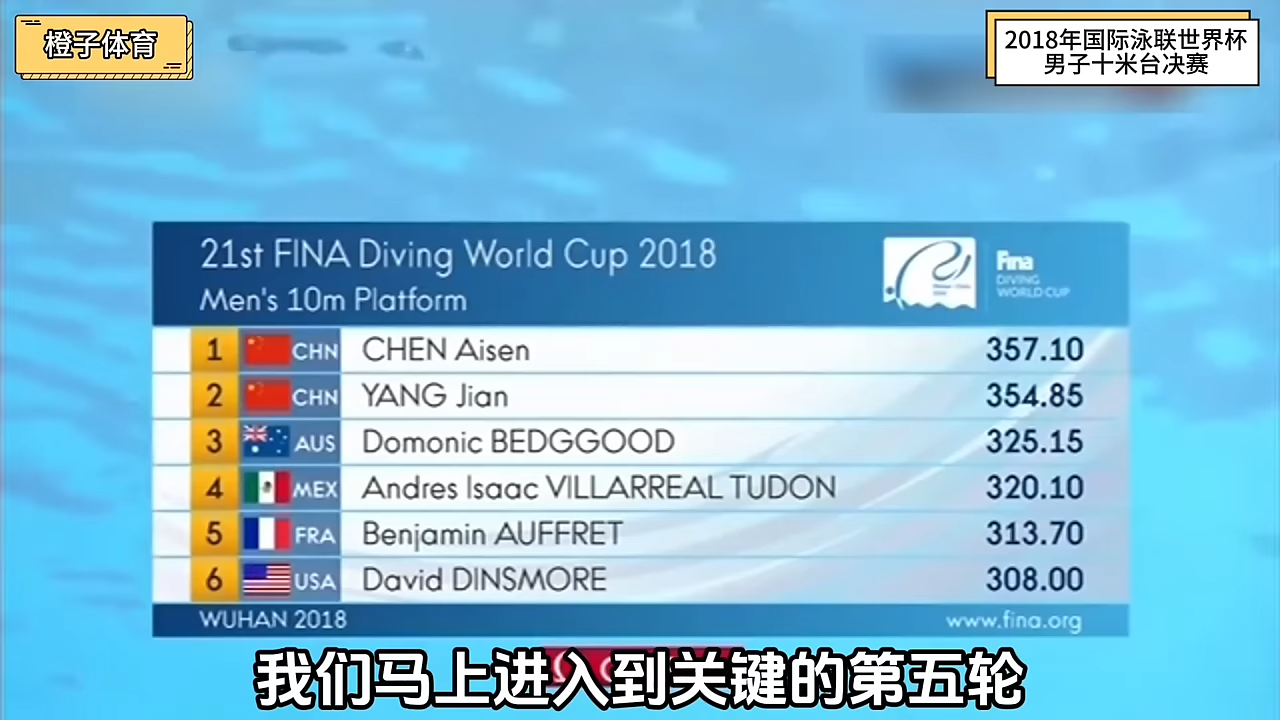 橙子体育
2018年国际泳联世界杯
男子十米台决赛
21st FINA Diving World Cup 2018
Men's 10m Platform
Fina
DIVING
WORLD CUP
1 CHN CHEN Aisen 357.10
2 CHN YANG Jian 354.85
3 AUS Domonic BEDGGOOD 325.15
4 MEX Andres Isaac VILLARREAL TUDON 320.10
5 FRA Benjamin AUFFRET 313.70
6 USA David DINSMORE 308.00
WUHAN 2018 www.fina.org
我们马上进入到关键的第五轮